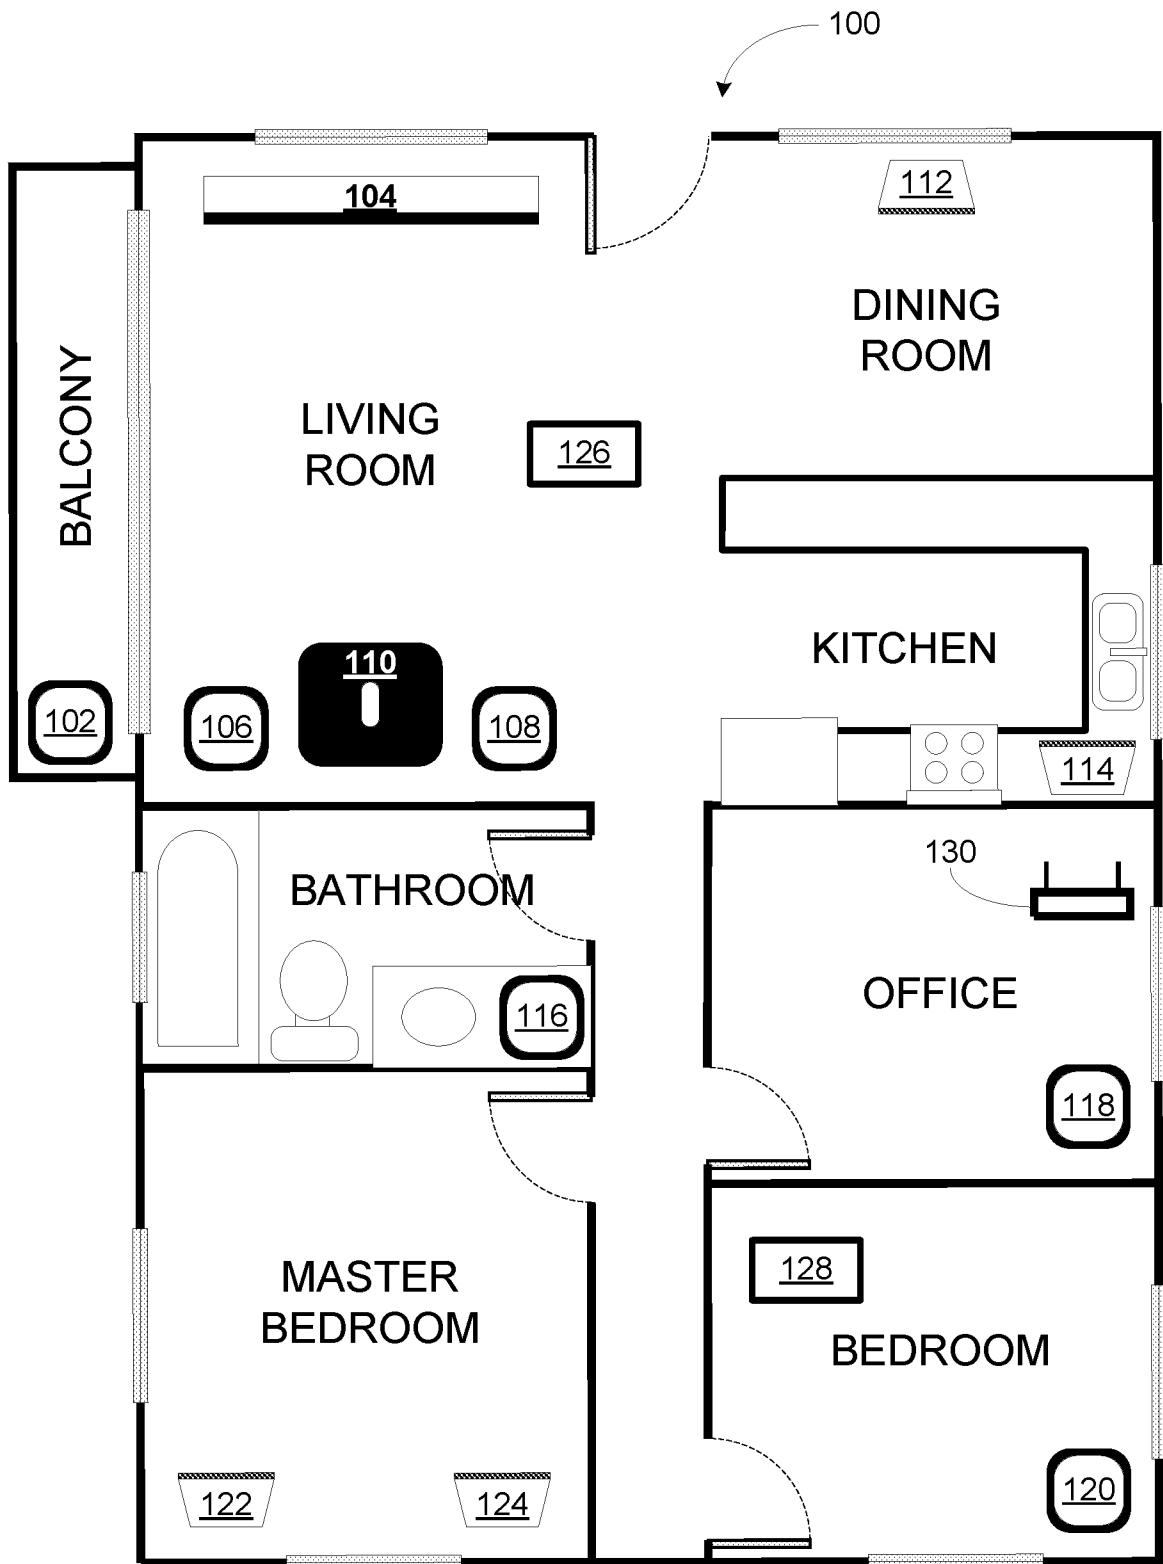 100
104
112
DINING
ROOM
BALCONY
LIVING
ROOM
126
KITCHEN
110
102
106
108
114
130
BATHROOM
OFFICE
116
118
128
MASTER
BEDROOM
BEDROOM
122
124
120